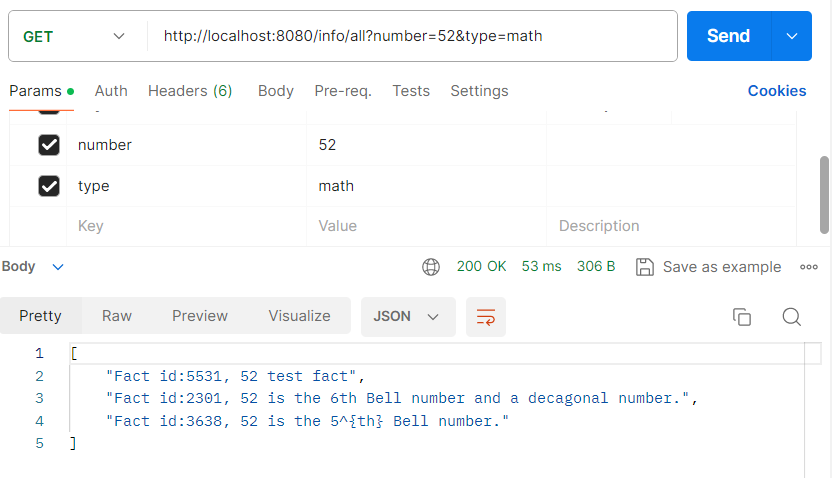 GET http://localhost:8080/info/all?number=52&type=math Send
Params Auth Headers (6) Body Pre-req. Tests Settings Cookies
number 52
type math
Key Value Description
Body 200 OK 53 ms 306 B Save as example
Pretty Raw Preview Visualize JSON
1 [
2 "Fact id:5531, 52 test fact",
3 "Fact id:2301, 52 is the 6th Bell number and a decagonal number.",
4 "Fact id:3638, 52 is the 5^{th} Bell number."
5 ]